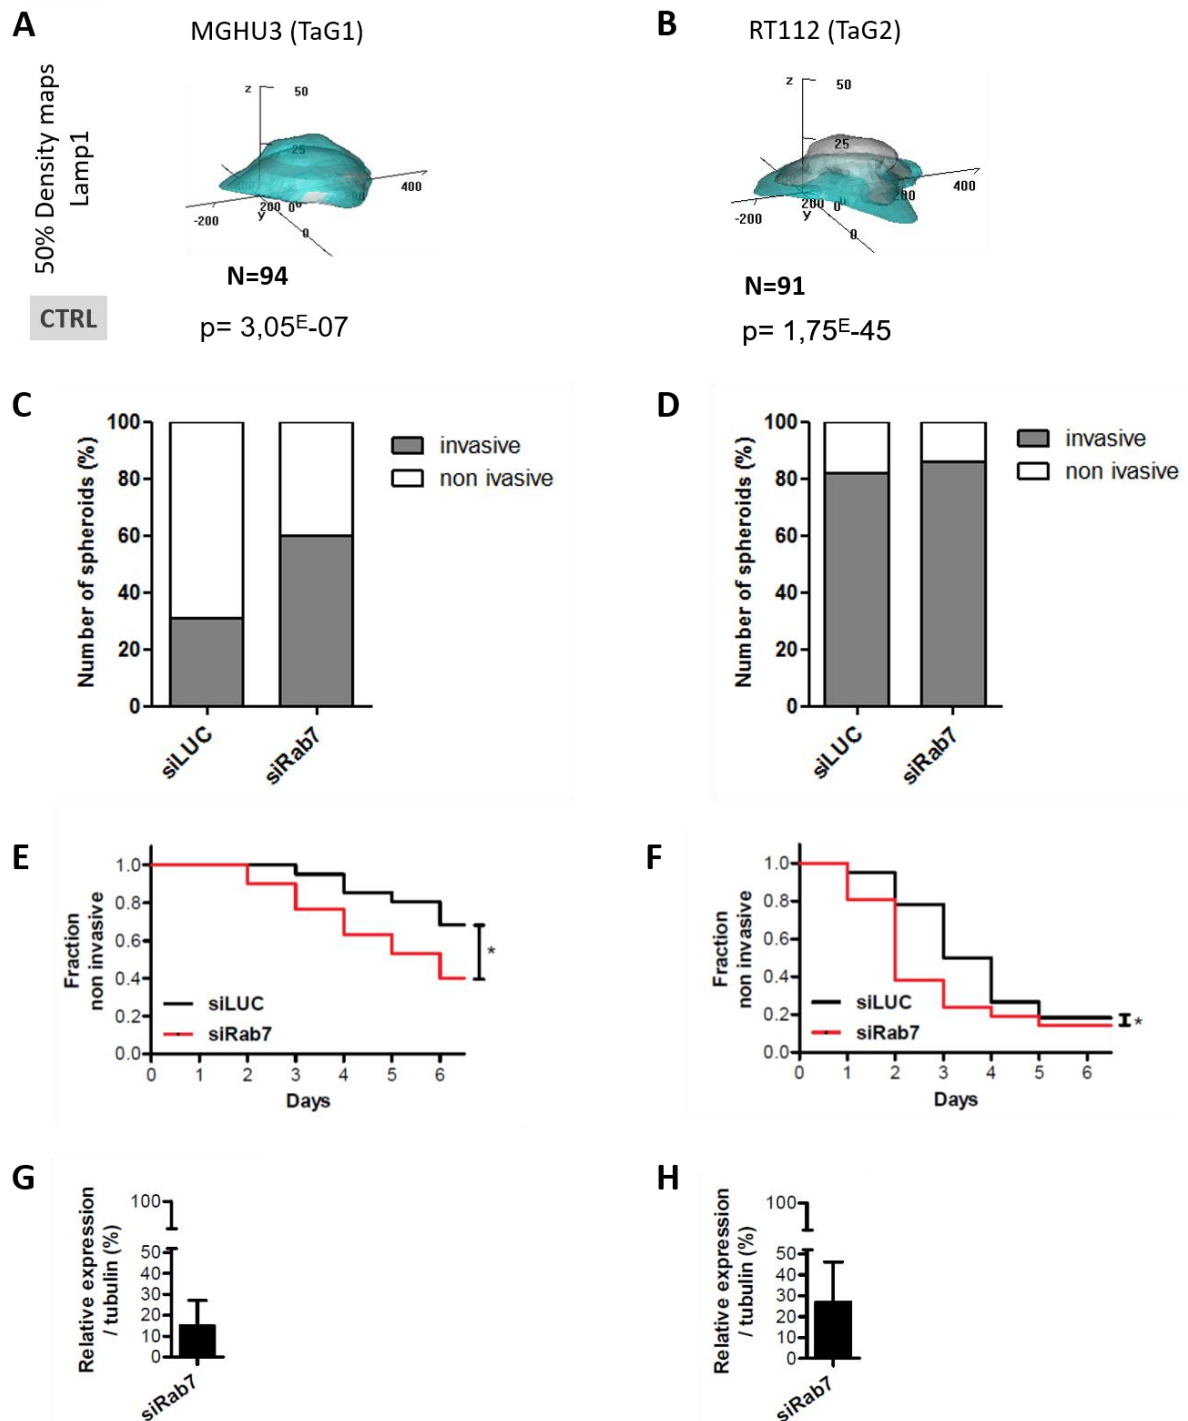 A
MGHU3 (TaG1)
B
RT112 (TaG2)
50% Density maps
Lamp1
z
50
25
400
-200
200
0
y
200
0
z
50
25
400
-200
200
0
y
200
0
N=94
N=91
CTRL
p= 3,05E-07
p= 1,75E-45
C
Number of spheroids (%)
100
80
60
40
20
0
siLUC
siRab7
invasive
non ivasive
D
Number of spheroids (%)
100
80
60
40
20
0
siLUC
siRab7
invasive
non ivasive
E
Fraction
non invasive
1.0
0.8
0.6
0.4
0.2
0.0
siLUC
siRab7
*
0 1 2 3 4 5 6
Days
F
Fraction
non invasive
1.0
0.8
0.6
0.4
0.2
0.0
siLUC
siRab7
*
0 1 2 3 4 5 6
Days
G
Relative expression
/ tubulin (%)
100
50
40
30
20
10
0
siRab7
H
Relative expression
/ tubulin (%)
100
50
40
30
20
10
0
siRab7